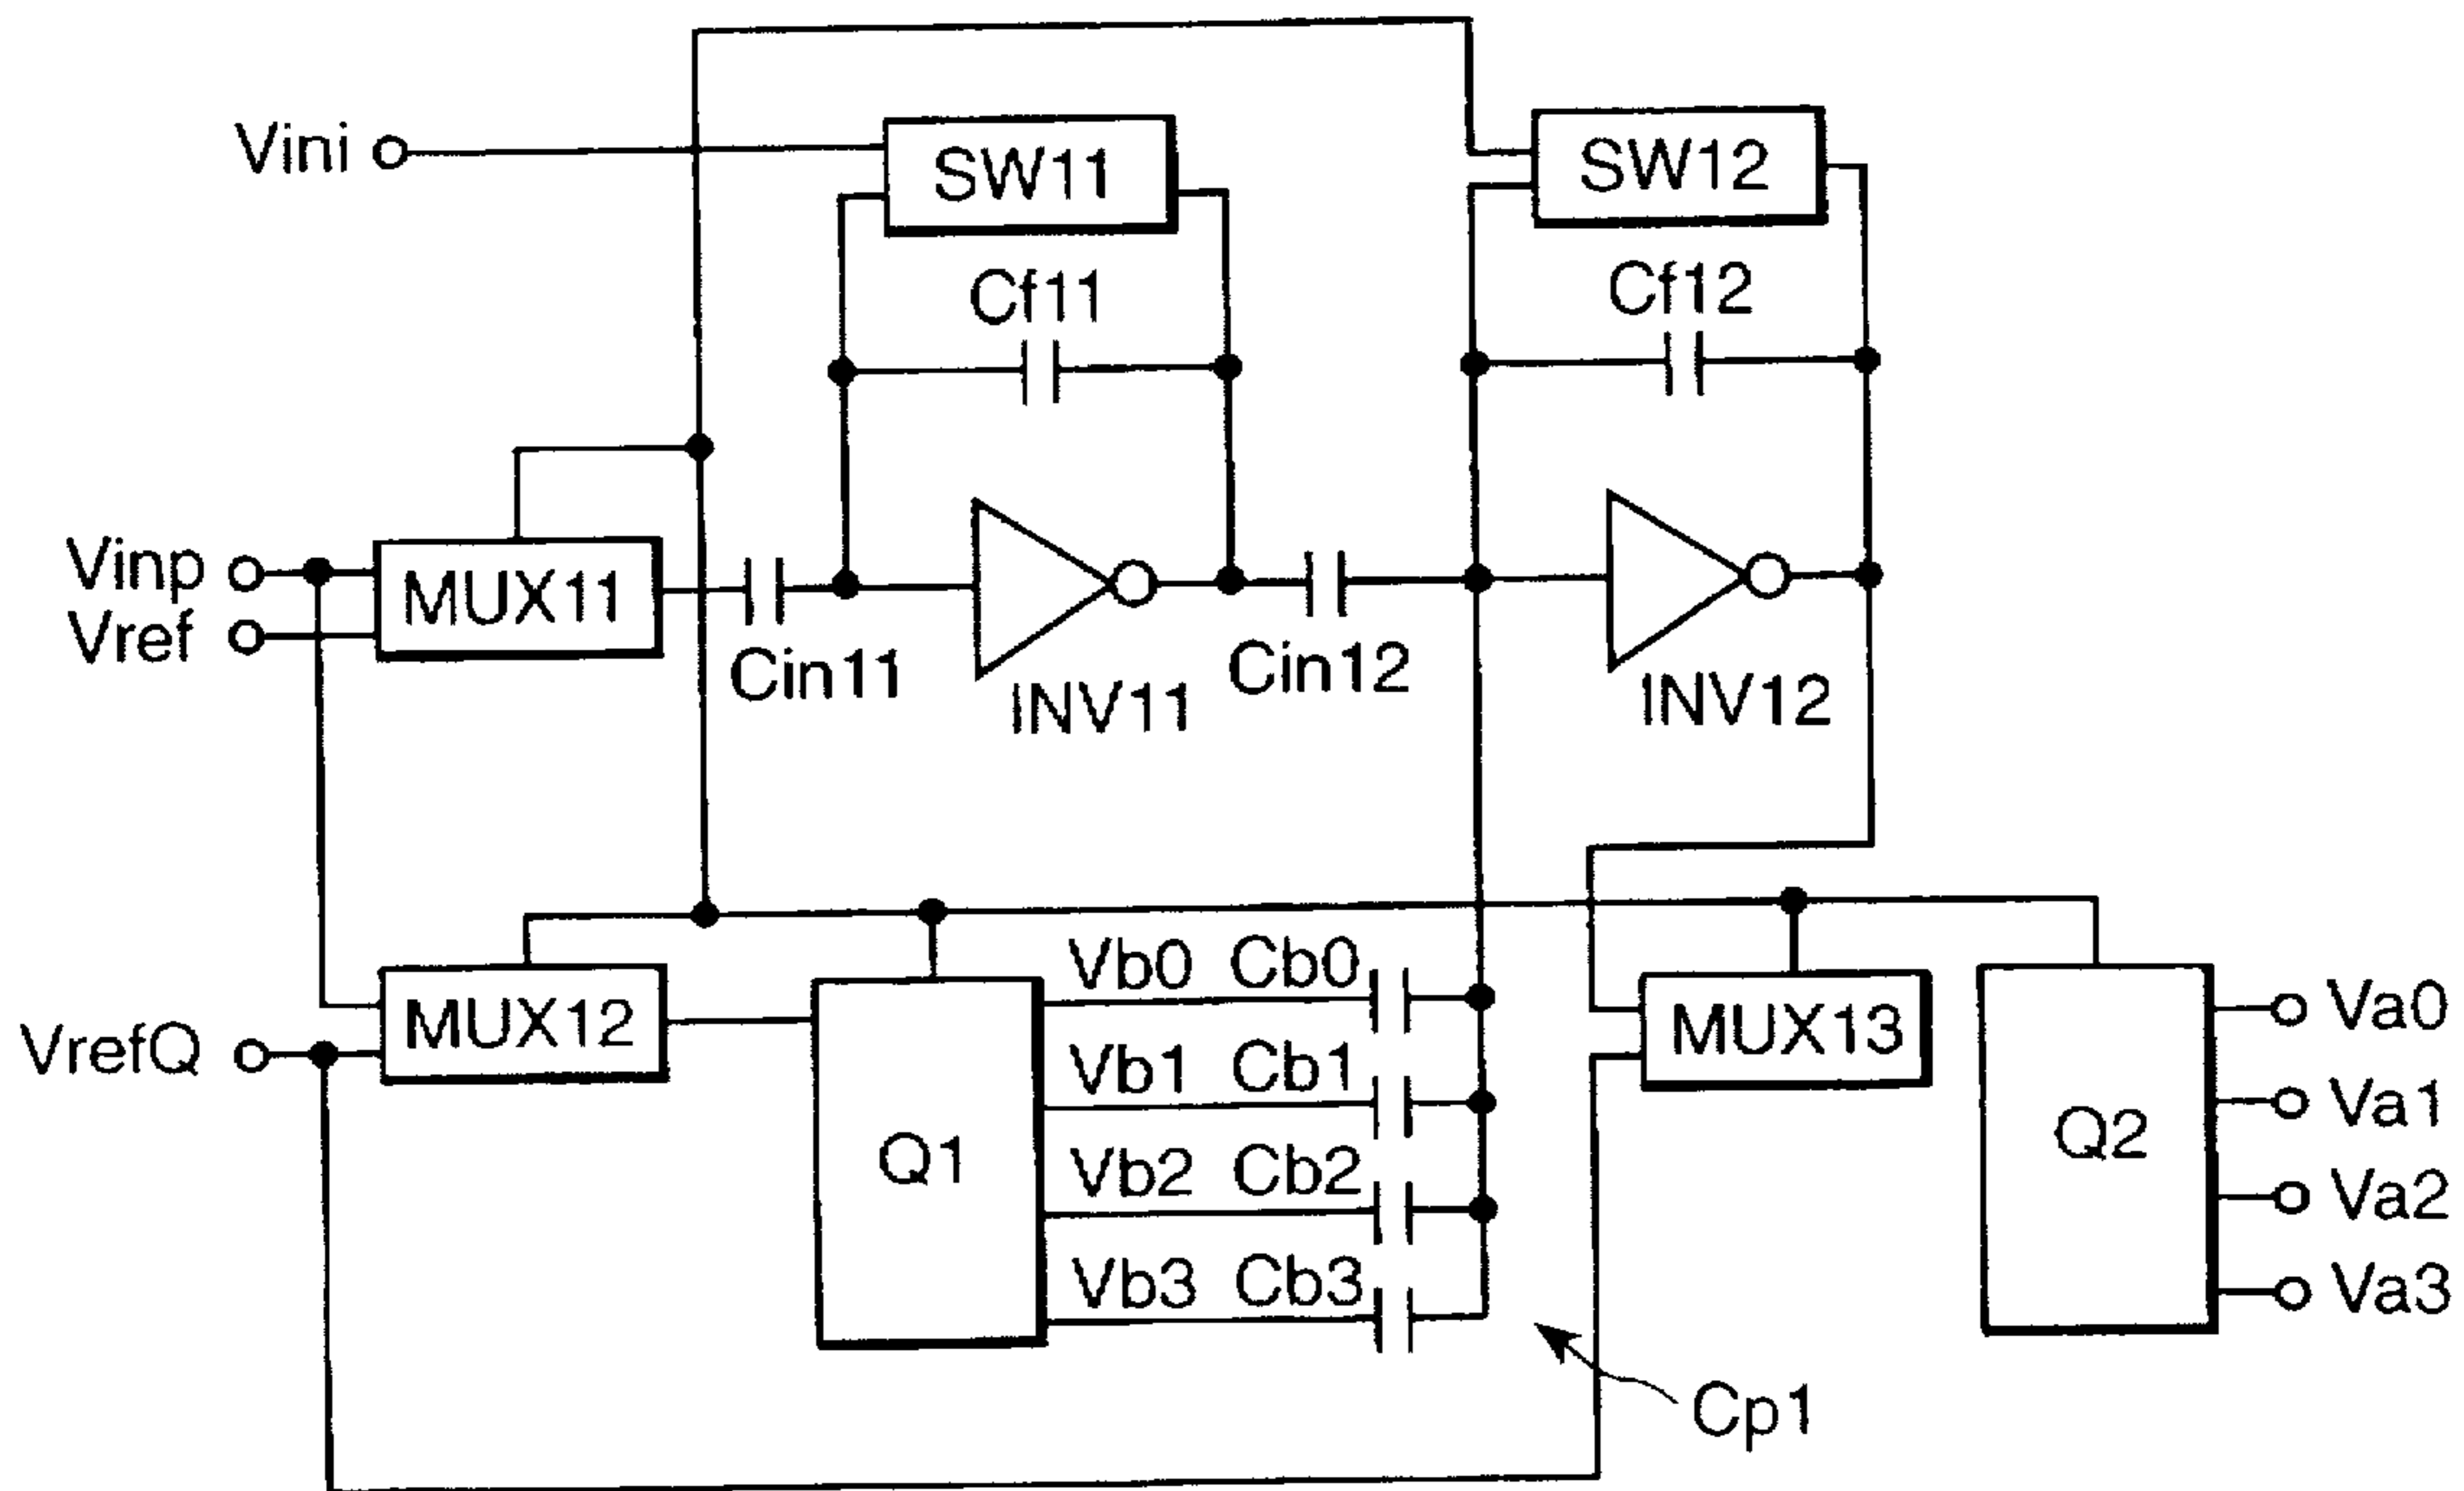 Vini
SW11
SW12
Cf11
Cf12
Vinp
Vref
MUX11
Cin11
INV11
Cin12
INV12
VrefQ
MUX12
Q1
Vb0 Cb0
Vb1 Cb1
Vb2 Cb2
Vb3 Cb3
MUX13
Q2
Va0
Va1
Va2
Va3
Cp1